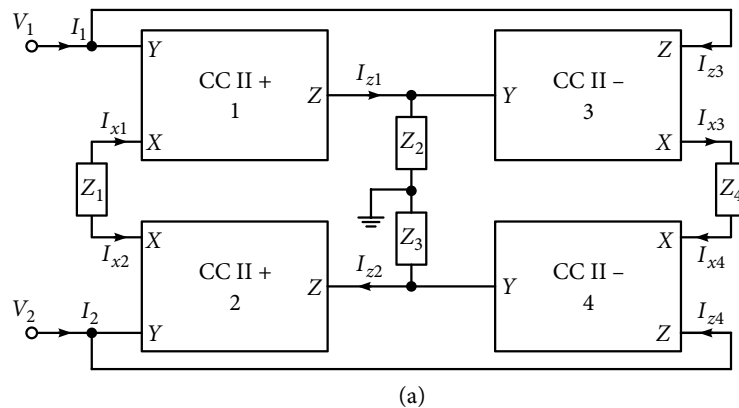 V1 I1
Y CC II + 1 Z X
Iz1
CC II – 3 Y Z X
Iz3
Ix1
Ix3
Z1 Z2 Z4
Z3
Ix2
X CC II + 2 Z Y
Iz2
Y CC II – 4 X Z
Ix4
V2 I2
Iz4
(a)